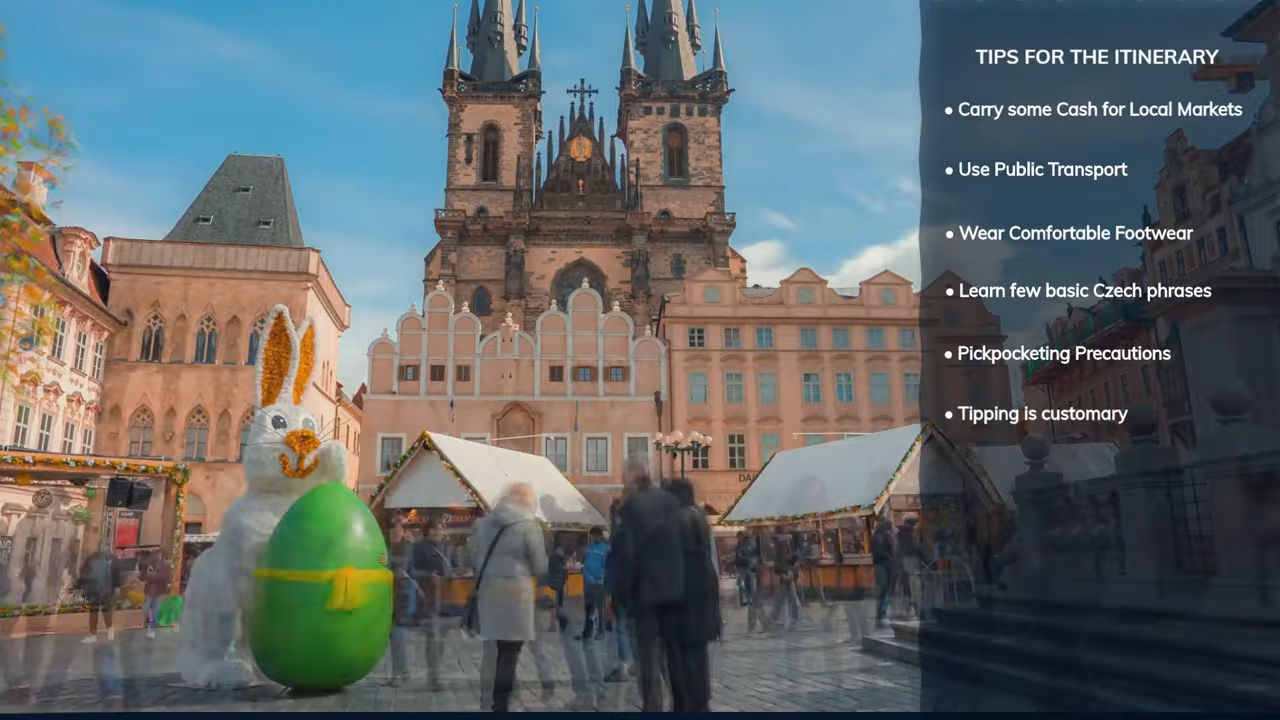 TIPS FOR THE ITINERARY
• Carry some Cash for Local Markets
• Use Public Transport
• Wear Comfortable Footwear
• Learn few basic Czech phrases
• Pickpocketing Precautions
• Tipping is customary